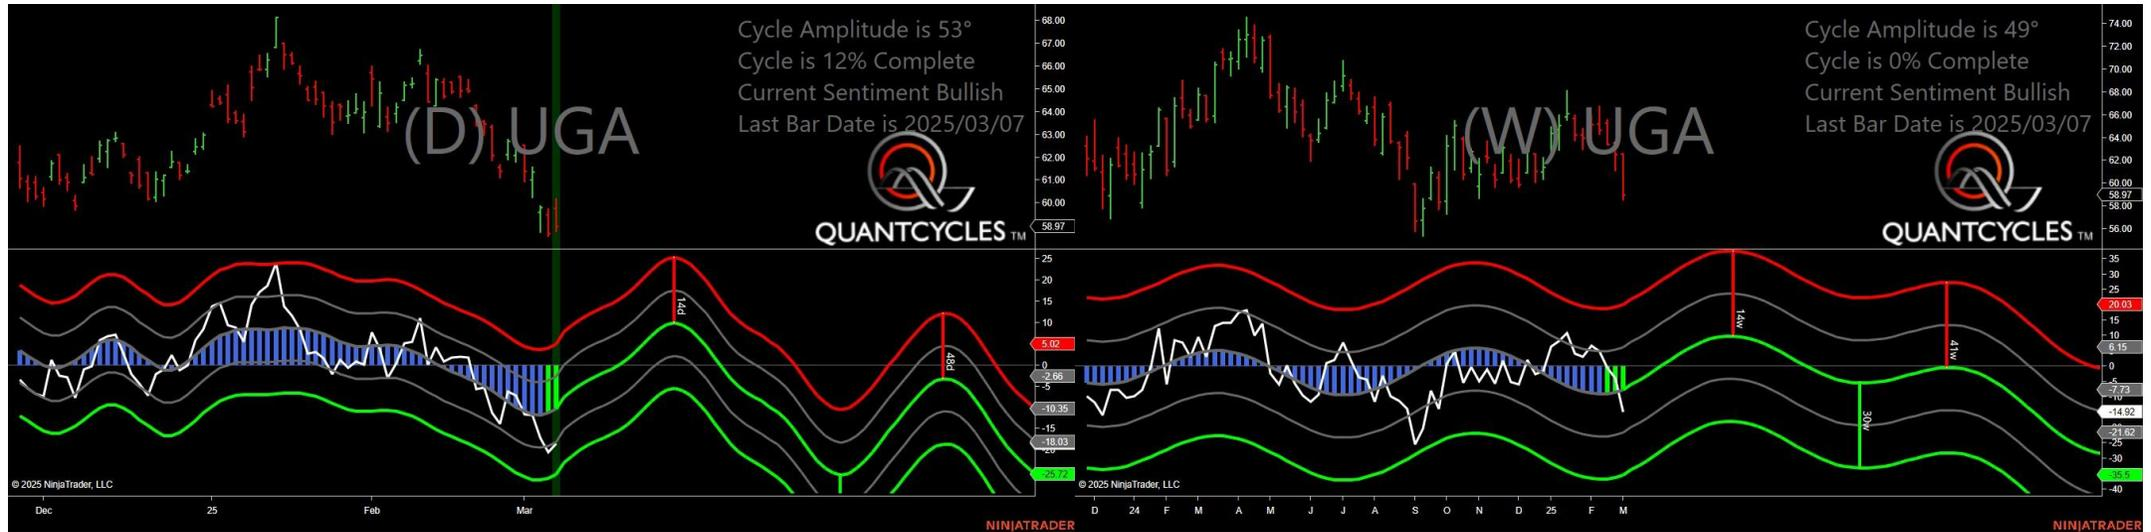 Cycle Amplitude is 53°
Cycle is 12% Complete
Current Sentiment Bullish
Last Bar Date is 2025/03/07
(D) UGA
QUANTCYCLES TM
68.00
67.00
66.00
65.00
64.00
63.00
62.00
61.00
60.00
58.97
25
20
15
10
5.02
0
-2.66
-5
-10.35
-15
-18.03
-20
-25.72
14d
48d
© 2025 NinjaTrader, LLC
Dec 25 Feb Mar
NINJATRADER
Cycle Amplitude is 49°
Cycle is 0% Complete
Current Sentiment Bullish
Last Bar Date is 2025/03/07
(W) UGA
QUANTCYCLES TM
74.00
72.00
70.00
68.00
66.00
64.00
62.00
60.00
58.97
58.00
56.00
35
30
25
20.03
15
10
6.15
0
-5
-7.73
-10
-14.92
-21.62
-25
-30
-35.5
-40
14w
30w
41w
© 2025 NinjaTrader, LLC
D 24 F M A M J J A S O N D 25 F M
NINJATRADER